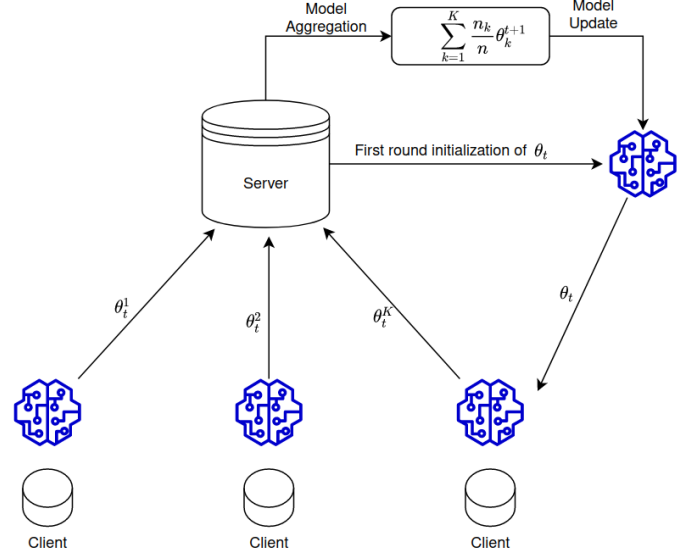 Model
Aggregation
$\sum_{k=1}^{K} \frac{n_k}{n} \theta_k^{t+1}$
Model
Update
First round initialization of $\theta_t$
Server
$\theta_t^1$
$\theta_t^2$
$\theta_t^K$
$\theta_t$
Client
Client
Client